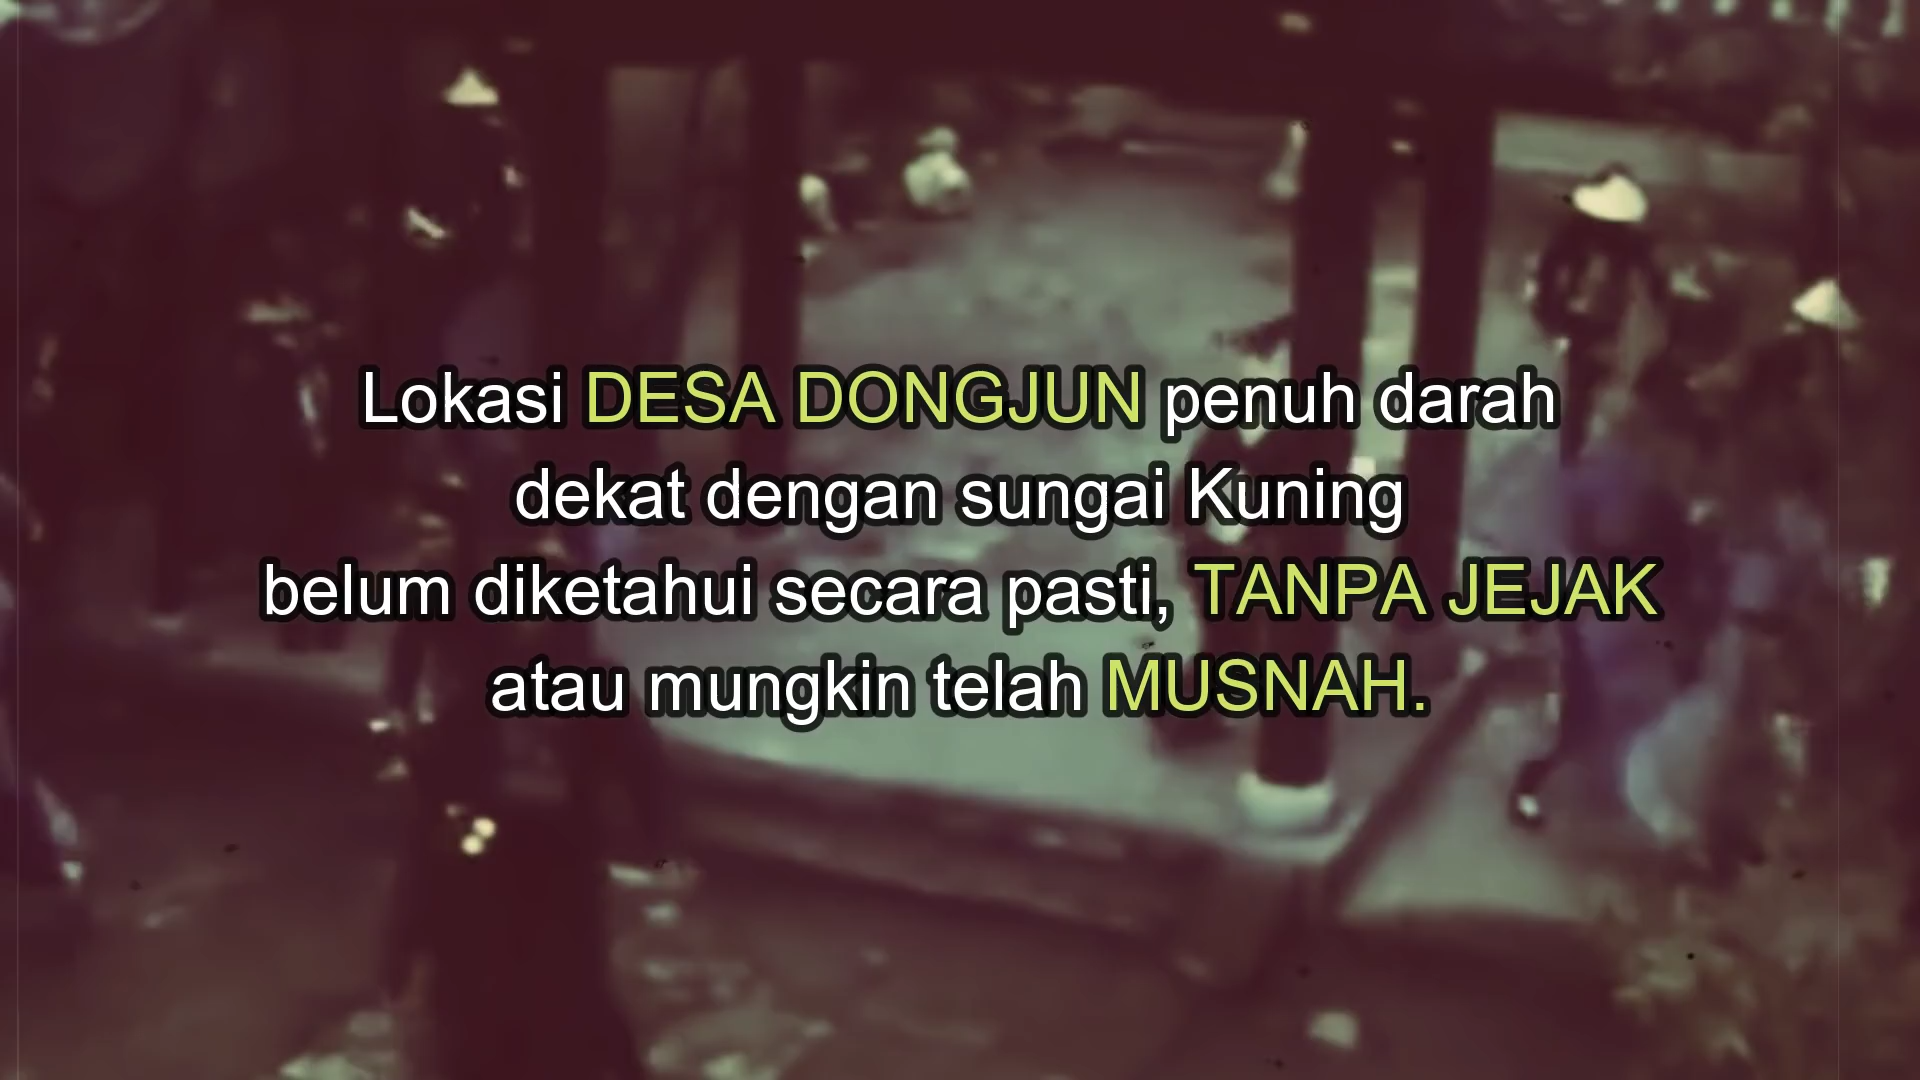 Lokasi DESA DONGJUN penuh darah
dekat dengan sungai Kuning
belum diketahui secara pasti, TANPA JEJAK
atau mungkin telah MUSNAH.